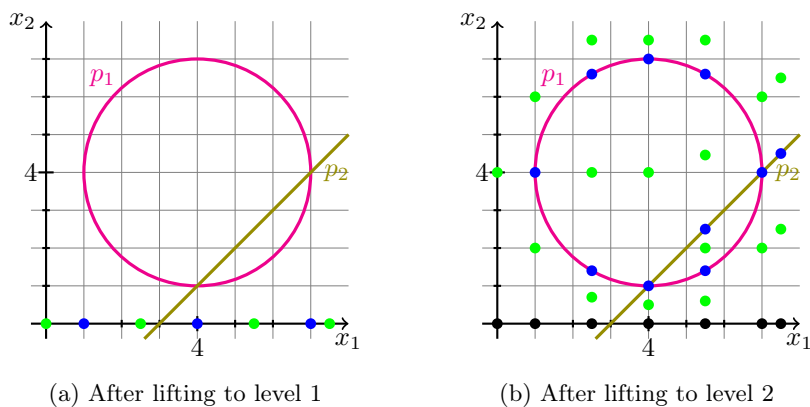 x₂
p₁
4
p₂
4
x₁
(a) After lifting to level 1
x₂
p₁
4
p₂
4
x₁
(b) After lifting to level 2